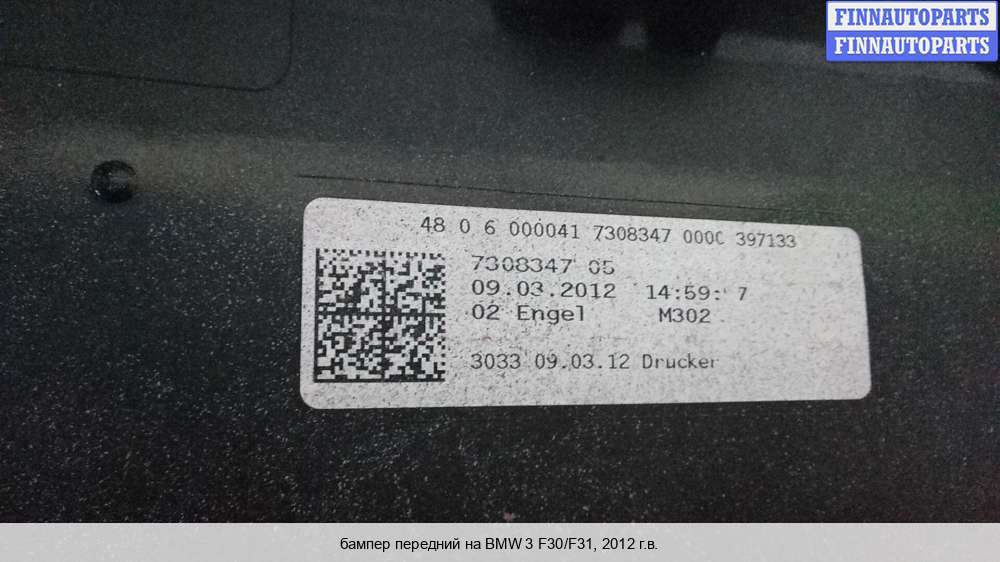 FINNAUTOPARTS
FINNAUTOPARTS
48 0 6 000041 7308347 000C 397133
7308347 05
09.03.2012 14:59: 7
02 Engel M302
3033 09.03.12 Drucker
бампер передний на BMW 3 F30/F31, 2012 г.в.